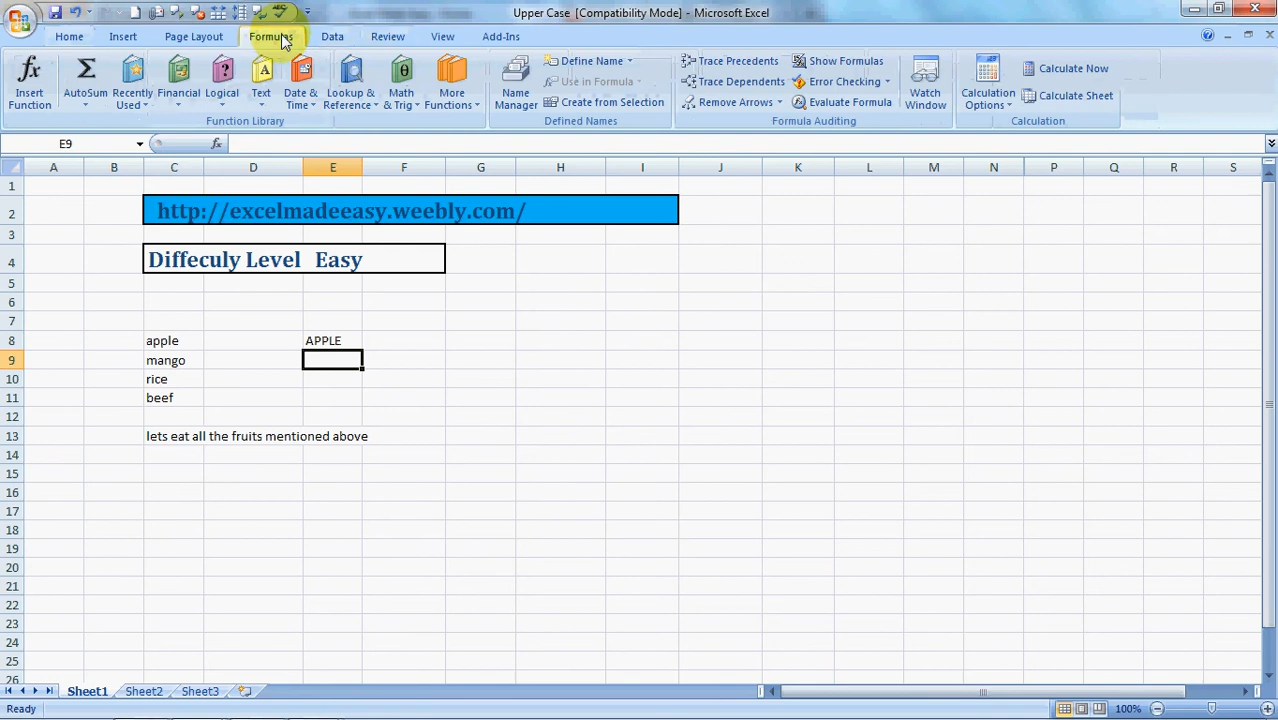 Upper Case [Compatibility Mode] - Microsoft Excel
Home Insert Page Layout Formulas Data Review View Add-Ins
Insert Function
AutoSum
Recently Used
Financial
Logical
Text
Date & Time
Lookup & Reference
Math & Trig
More Functions
Function Library
Name Manager
Define Name
Use in Formula
Create from Selection
Defined Names
Trace Precedents
Trace Dependents
Remove Arrows
Show Formulas
Error Checking
Evaluate Formula
Formula Auditing
Watch Window
Calculation Options
Calculate Now
Calculate Sheet
Calculation
E9
fx
A B C D E F G H I J K L M N P Q R S
1
2 http://excelmadeeasy.weebly.com/
3
4 Diffeculy Level Easy
5
6
7
8 apple APPLE
9 mango
10 rice
11 beef
12
13 lets eat all the fruits mentioned above
14
15
16
17
18
19
20
21
22
23
24
25
26
Sheet1 Sheet2 Sheet3
Ready 100%